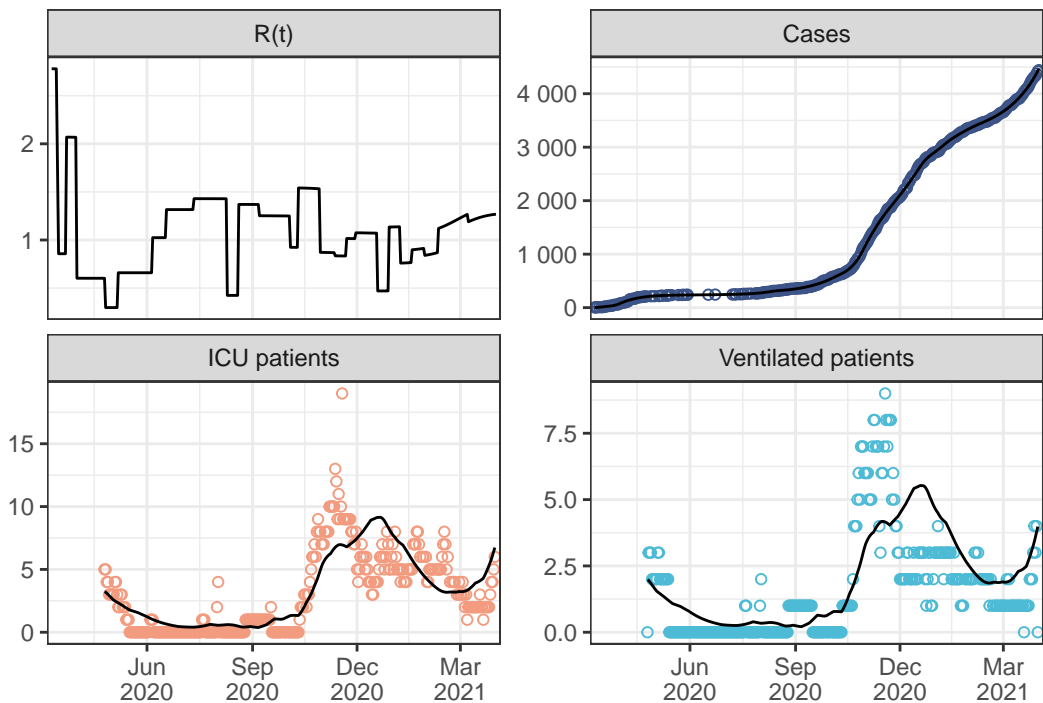 R(t)
Cases
2
1
4 000
3 000
2 000
1 000
0
ICU patients
Ventilated patients
15
10
5
0
7.5
5.0
2.5
0.0
Jun Sep Dec Mar
2020 2020 2020 2021
Jun Sep Dec Mar
2020 2020 2020 2021